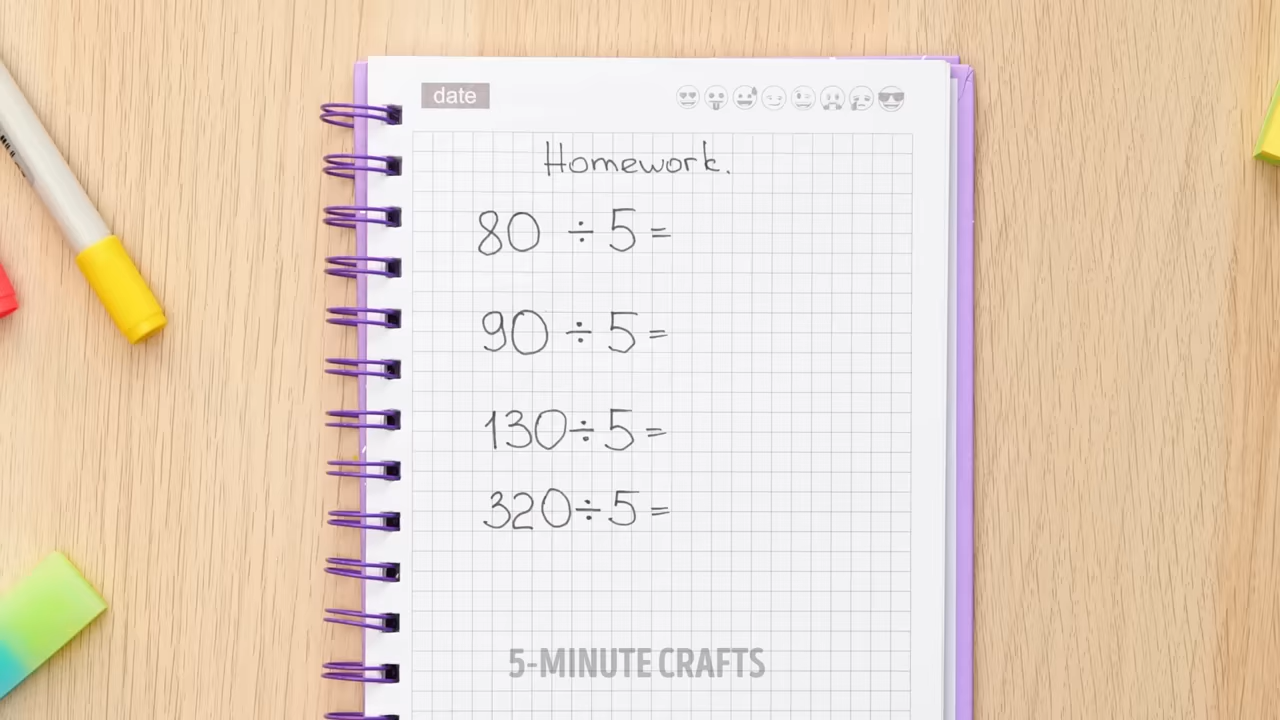 date
Homework.
80 ÷ 5 =
90 ÷ 5 =
130 ÷ 5 =
320 ÷ 5 =
5-MINUTE CRAFTS